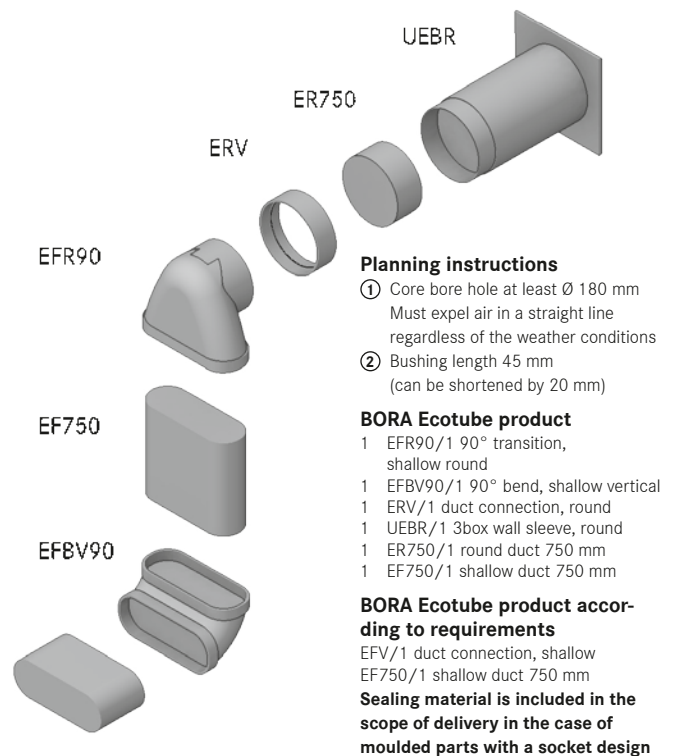 UEBR
ER750
ERV
EFR90
EF750
EFBV90
Planning instructions
① Core bore hole at least Ø 180 mm
Must expel air in a straight line
regardless of the weather conditions
② Bushing length 45 mm
(can be shortened by 20 mm)
BORA Ecotube product
1 EFR90/1 90° transition,
shallow round
1 EFBV90/1 90° bend, shallow vertical
1 ERV/1 duct connection, round
1 UEBR/1 3box wall sleeve, round
1 ER750/1 round duct 750 mm
1 EF750/1 shallow duct 750 mm
BORA Ecotube product accor-
ding to requirements
EFV/1 duct connection, shallow
EF750/1 shallow duct 750 mm
Sealing material is included in the
scope of delivery in the case of
moulded parts with a socket design